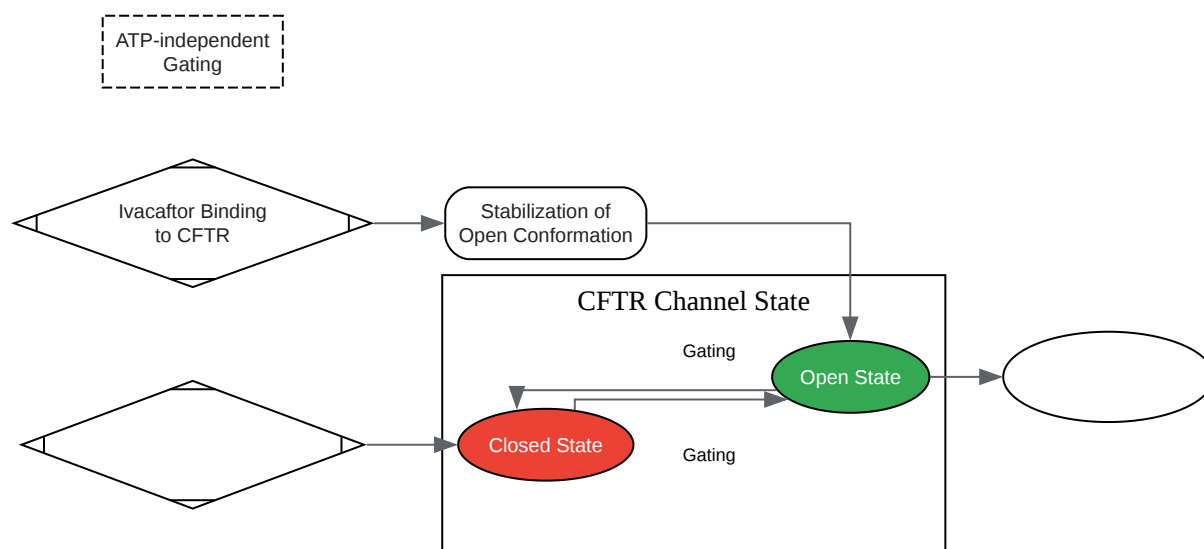 ATP-independent
Gating
Ivacaftor Binding
to CFTR
Stabilization of
Open Conformation
CFTR Channel State
Gating
Open State
Closed State
Gating